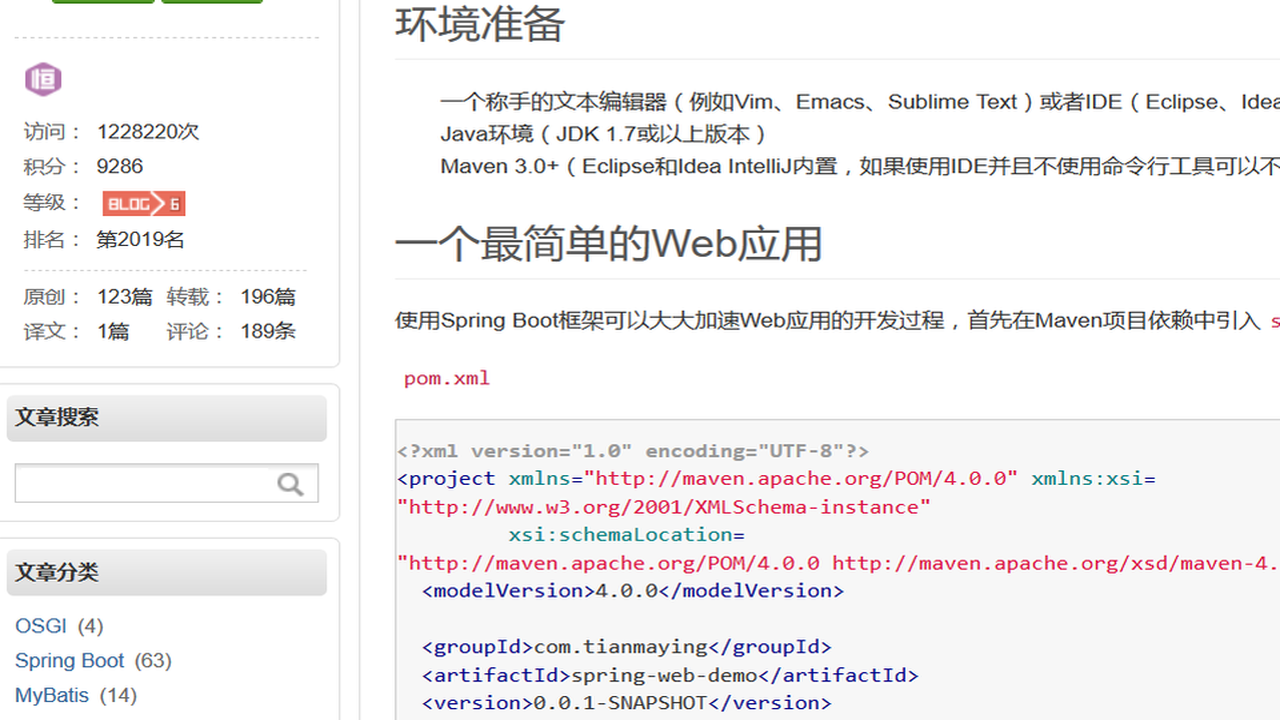 恒
访问： 1228220次
积分： 9286
等级： BLOG 6
排名： 第2019名
原创： 123篇 转载： 196篇
译文： 1篇 评论： 189条
文章搜索
文章分类
OSGI (4)
Spring Boot (63)
MyBatis (14)
环境准备
一个称手的文本编辑器（例如Vim、Emacs、Sublime Text）或者IDE（Eclipse、Idea
Java环境（JDK 1.7或以上版本）
Maven 3.0+（Eclipse和Idea IntelliJ内置，如果使用IDE并且不使用命令行工具可以不
一个最简单的Web应用
使用Spring Boot框架可以大大加速Web应用的开发过程，首先在Maven项目依赖中引入 s
pom.xml
<?xml version="1.0" encoding="UTF-8"?>
<project xmlns="http://maven.apache.org/POM/4.0.0" xmlns:xsi=
"http://www.w3.org/2001/XMLSchema-instance"
xsi:schemaLocation=
"http://maven.apache.org/POM/4.0.0 http://maven.apache.org/xsd/maven-4.
<modelVersion>4.0.0</modelVersion>
<groupId>com.tianmaying</groupId>
<artifactId>spring-web-demo</artifactId>
<version>0.0.1-SNAPSHOT</version>